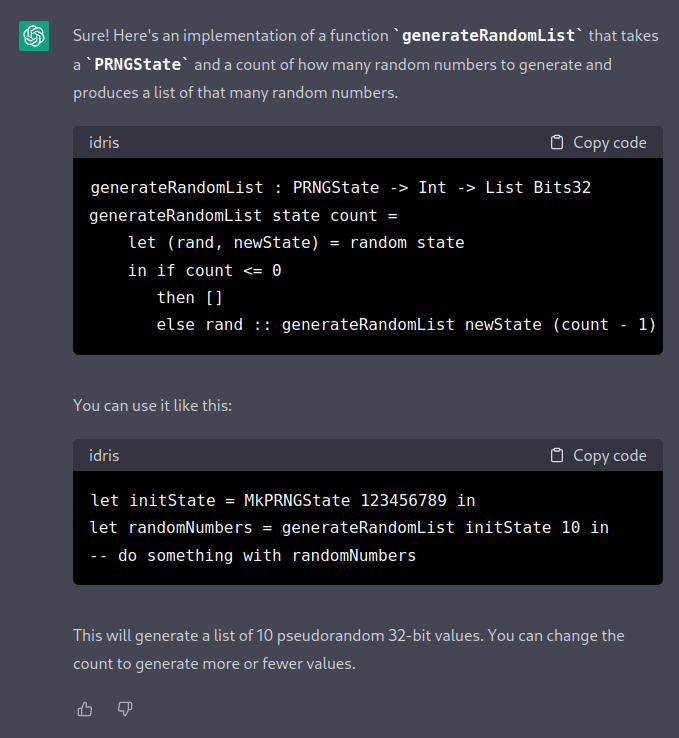 Sure! Here's an implementation of a function `generateRandomList` that takes
a `PRNGState` and a count of how many random numbers to generate and
produces a list of that many random numbers.
idris Copy code
generateRandomList : PRNGState -> Int -> List Bits32
generateRandomList state count =
    let (rand, newState) = random state
    in if count <= 0
       then []
       else rand :: generateRandomList newState (count - 1)
You can use it like this:
idris Copy code
let initState = MkPRNGState 123456789 in
let randomNumbers = generateRandomList initState 10 in
-- do something with randomNumbers
This will generate a list of 10 pseudorandom 32-bit values. You can change the
count to generate more or fewer values.